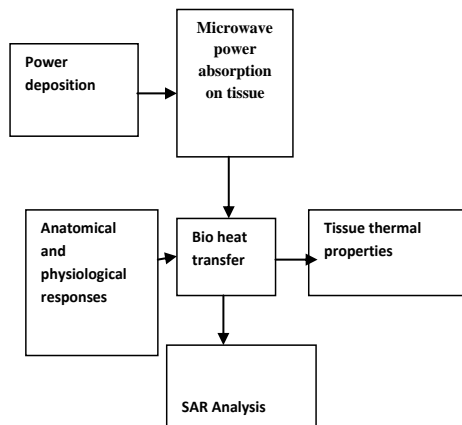 Microwave
power
absorption
on tissue
Power
deposition
Anatomical
and
physiological
responses
Bio heat
transfer
Tissue thermal
properties
SAR Analysis